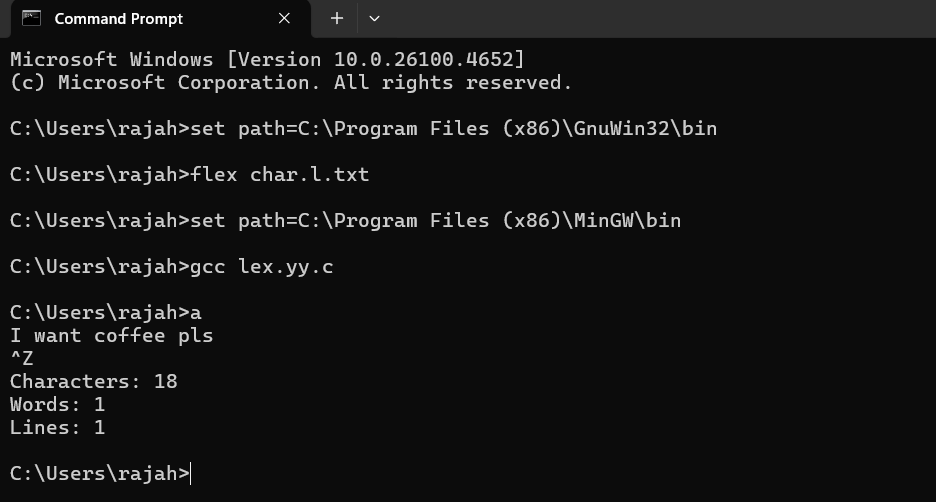 Command Prompt
Microsoft Windows [Version 10.0.26100.4652]
(c) Microsoft Corporation. All rights reserved.
C:\Users\rajah>set path=C:\Program Files (x86)\GnuWin32\bin
C:\Users\rajah>flex char.l.txt
C:\Users\rajah>set path=C:\Program Files (x86)\MinGW\bin
C:\Users\rajah>gcc lex.yy.c
C:\Users\rajah>a
I want coffee pls
^Z
Characters: 18
Words: 1
Lines: 1
C:\Users\rajah>